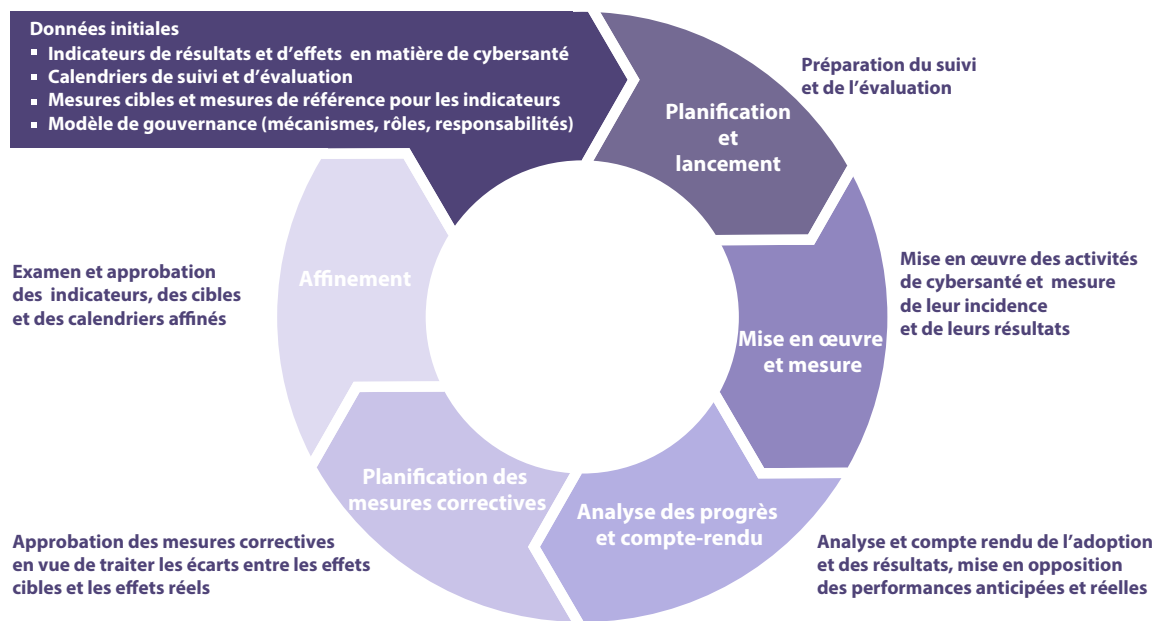 Données initiales
▪ Indicateurs de résultats et d’effets en matière de cybersanté
▪ Calendriers de suivi et d’évaluation
▪ Mesures cibles et mesures de référence pour les indicateurs
▪ Modèle de gouvernance (mécanismes, rôles, responsabilités)
Planification
et
lancement
Préparation du suivi
et de l’évaluation
Mise en œuvre
et mesure
Mise en œuvre des activités
de cybersanté et mesure
de leur incidence
et de leurs résultats
Analyse des progrès
et compte-rendu
Analyse et compte rendu de l’adoption
et des résultats, mise en opposition
des performances anticipées et réelles
Planification des
mesures correctives
Approbation des mesures correctives
en vue de traiter les écarts entre les effets
cibles et les effets réels
Affinement
Examen et approbation
des indicateurs, des cibles
et des calendriers affinés